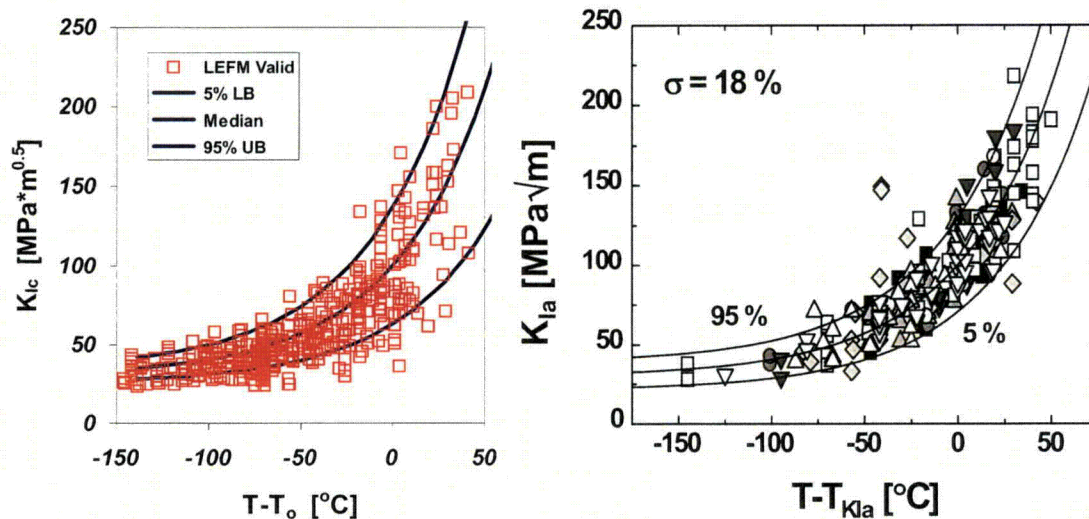 250
200
150
100
50
0
K_Ic [MPa*m^0.5]
LEFM Valid
5% LB
Median
95% UB
-150 -100 -50 0 50
T-T_o [°C]
250
200
150
100
50
0
K_Ia [MPa√m]
σ = 18 %
95 %
5 %
-150 -100 -50 0 50
T-T_KIa [°C]